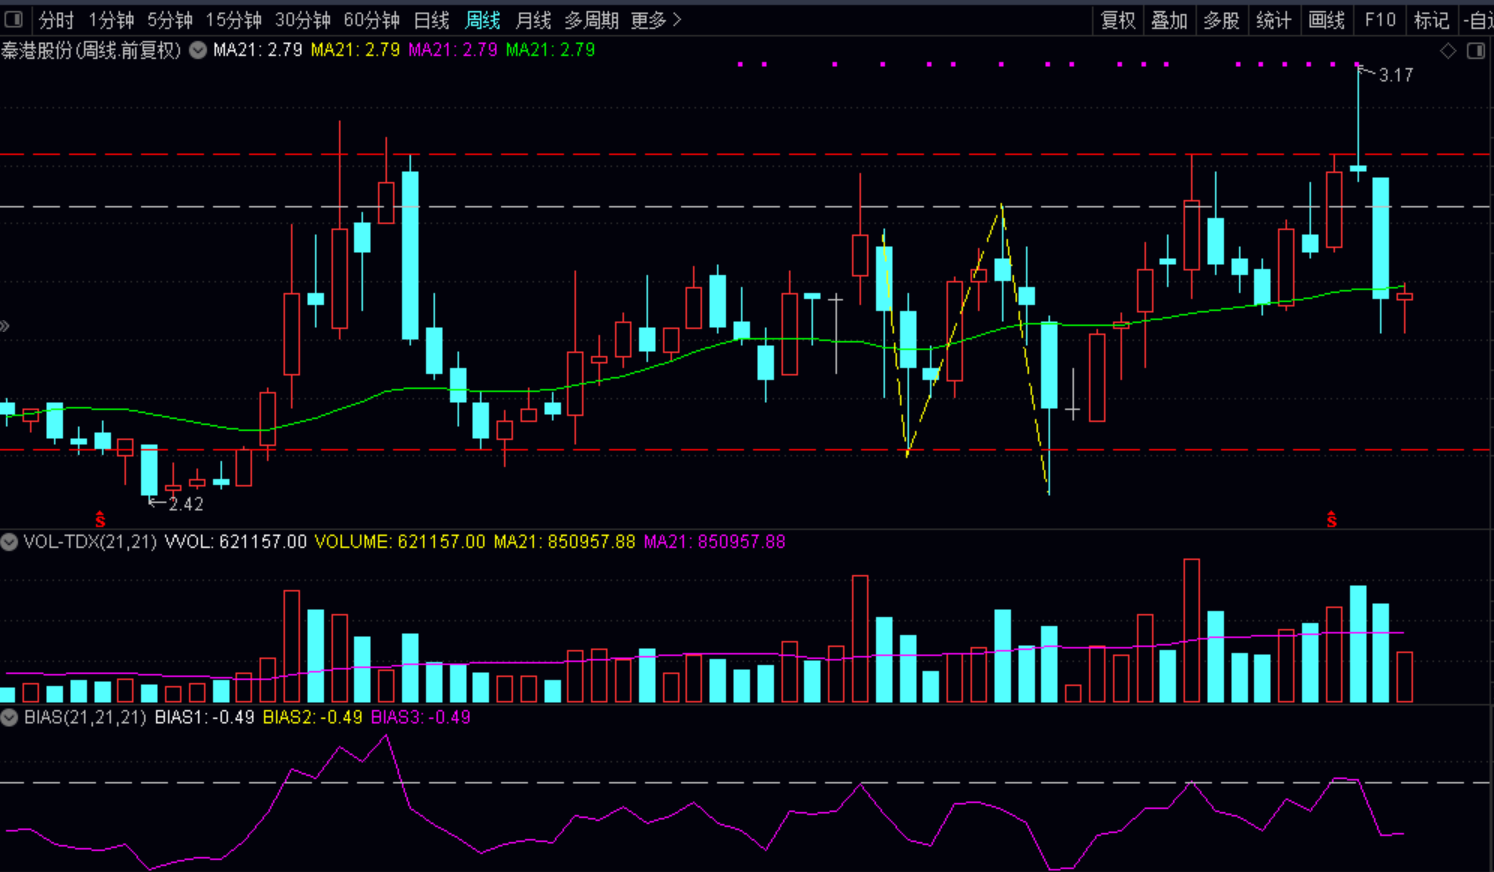 分时 1分钟 5分钟 15分钟 30分钟 60分钟 日线 周线 月线 多周期 更多 复权 叠加 多股 统计 画线 F10 标记 -自
秦港股份(周线.前复权) MA21: 2.79 MA21: 2.79 MA21: 2.79 MA21: 2.79
3.17
2.42
S S
VOL-TDX(21,21) VVOL: 621157.00 VOLUME: 621157.00 MA21: 850957.88 MA21: 850957.88
BIAS(21,21,21) BIAS1: -0.49 BIAS2: -0.49 BIAS3: -0.49